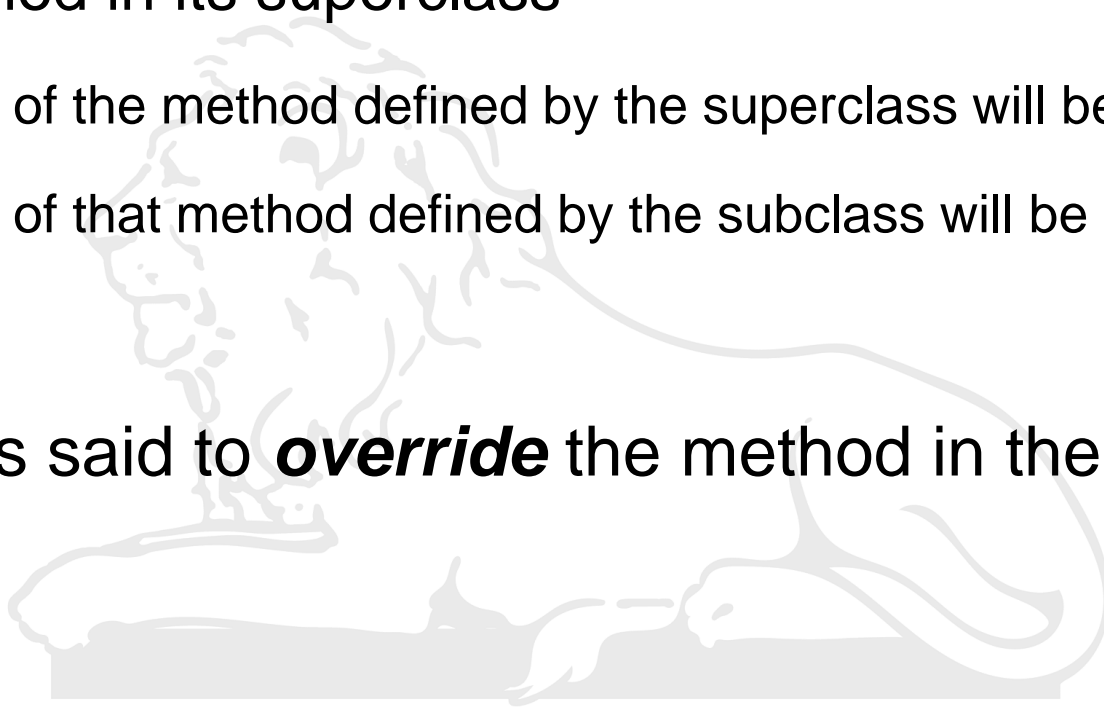 in its superclass
of the method defined by the superclass will be
of that method defined by the subclass will be
said to override the method in the